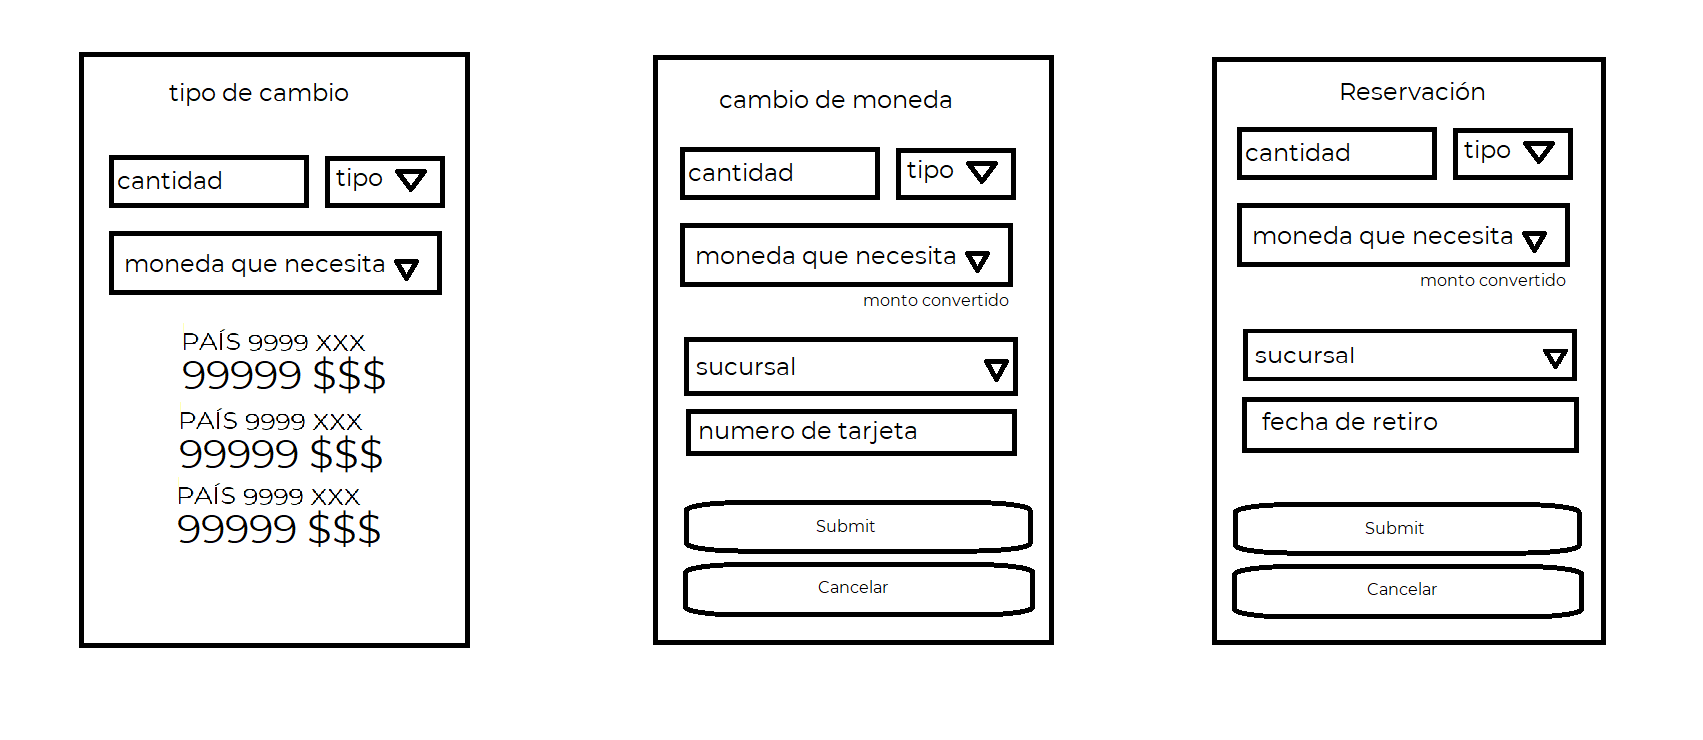 tipo de cambio
cantidad
tipo
moneda que necesita
PAÍS 9999 XXX
99999 $$$
PAÍS 9999 XXX
99999 $$$
PAÍS 9999 XXX
99999 $$$
cambio de moneda
cantidad
tipo
moneda que necesita
monto convertido
sucursal
numero de tarjeta
Submit
Cancelar
Reservación
cantidad
tipo
moneda que necesita
monto convertido
sucursal
fecha de retiro
Submit
Cancelar